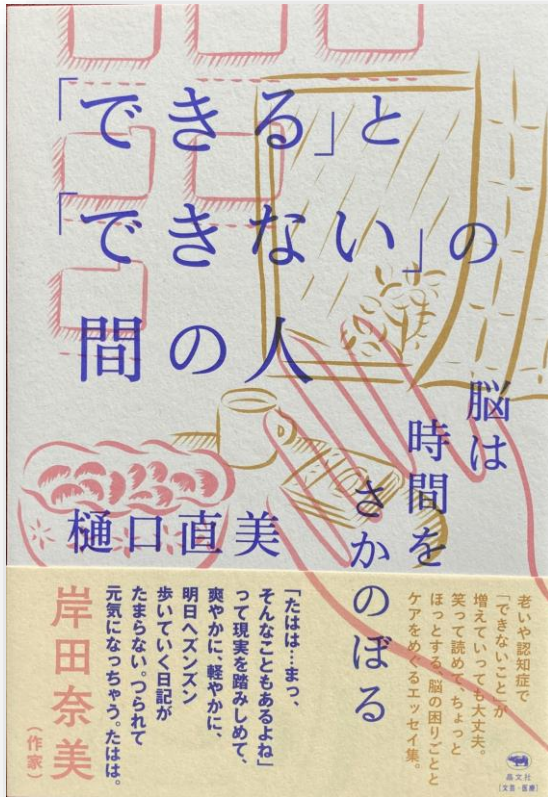 「できる」と
「できない」の
間の人
脳は
時間を
さかのぼる
樋口直美
老いや認知症で
「できないこと」が
増えていっても大丈夫。
笑って読めて、ちょっと
ほっとする、脳の困りごとと
ケアをめぐるエッセイ集。
「たはは…まっ、
そんなこともあるよね」
って現実を踏みしめて、
爽やかに、軽やかに、
明日へズンズン
歩いていく日記が
たまらない。つられて
元気になっちゃう。たはは。
岸田奈美
（作家）
晶文社
［文芸・医療］